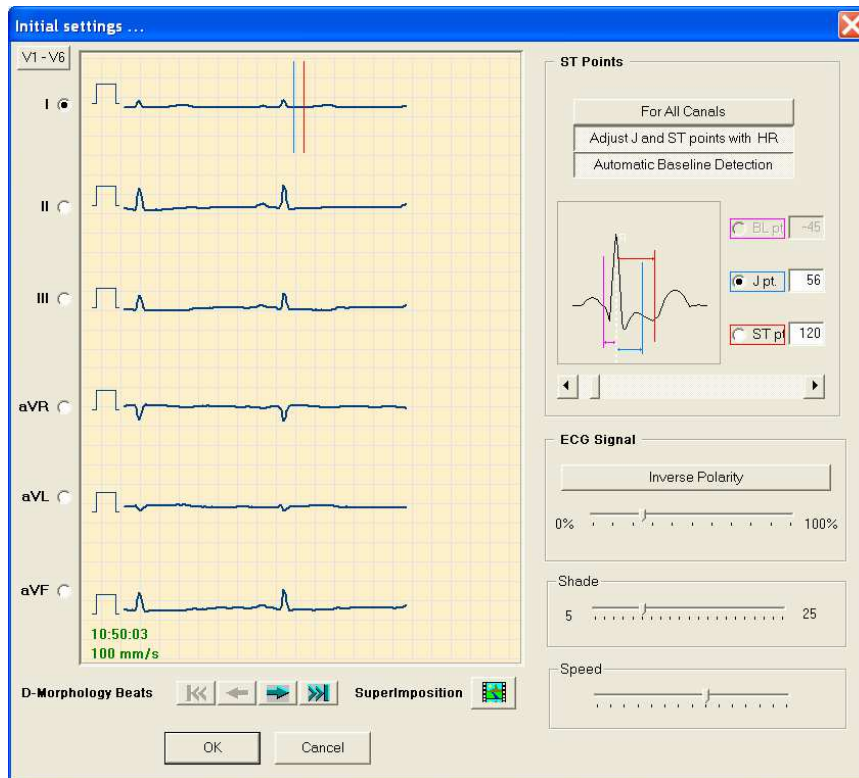 Initial settings ...
V1 - V6
I
II
III
aVR
aVL
aVF
10:50:03
100 mm/s
D-Morphology Beats
SuperImposition
OK
Cancel
ST Points
For All Canals
Adjust J and ST points with HR
Automatic Baseline Detection
BL pt -45
J pt. 56
ST pt 120
ECG Signal
Inverse Polarity
0% 100%
Shade
5 25
Speed